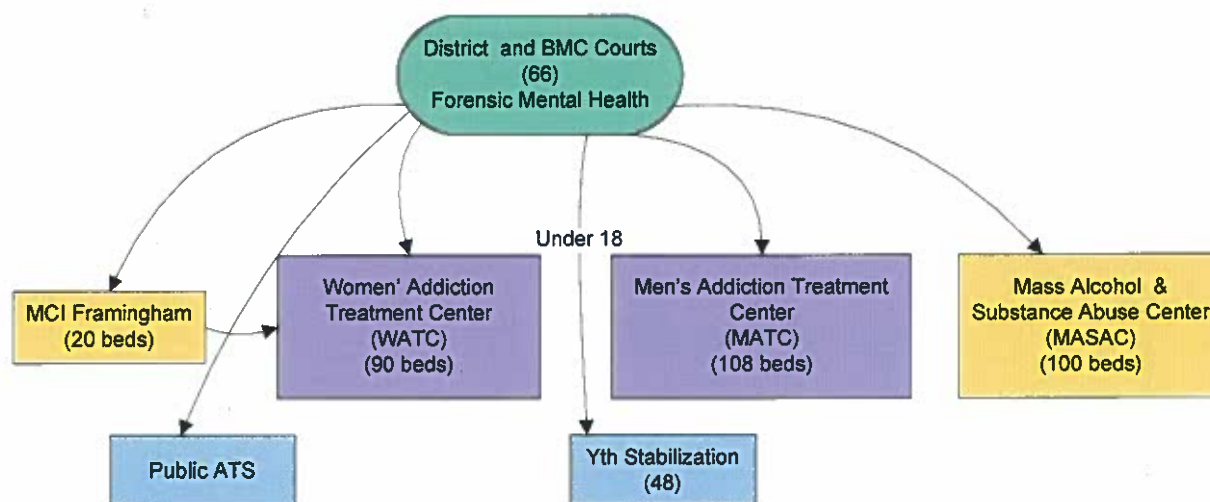 District and BMC Courts
(66)
Forensic Mental Health
Under 18
MCI Framingham
(20 beds)
Women' Addiction
Treatment Center
(WATC)
(90 beds)
Men's Addiction Treatment
Center
(MATC)
(108 beds)
Mass Alcohol &
Substance Abuse Center
(MASAC)
(100 beds)
Public ATS
Yth Stabilization
(48)